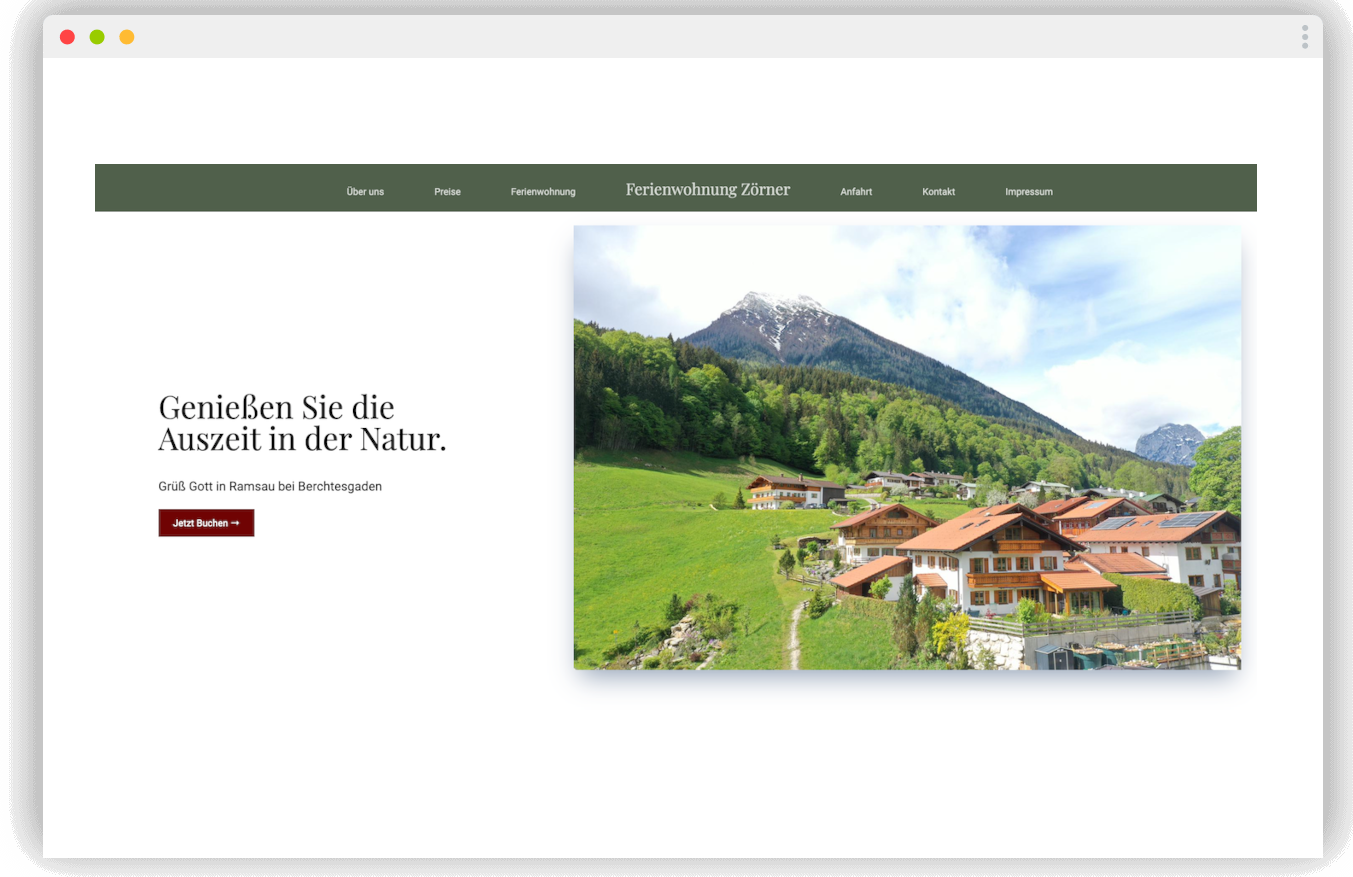 Über uns Preise Ferienwohnung Ferienwohnung Zörner Anfahrt Kontakt Impressum
Genießen Sie die
Auszeit in der Natur.
Grüß Gott in Ramsau bei Berchtesgaden
Jetzt Buchen →